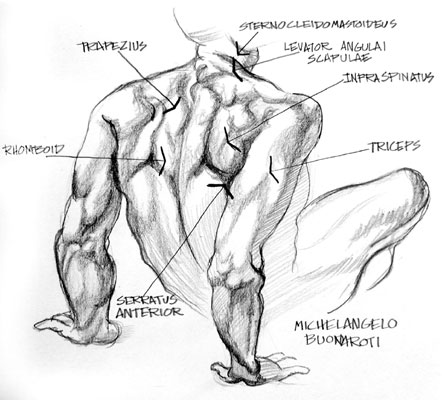 STERNOCLEIDOMASTOIDEUS
TRAPEZIUS
LEVATOR ANGULAI
SCAPULAE
INFRASPINATUS
RHOMBOID
TRICEPS
SERRATUS
ANTERIOR
MICHELANGELO
BUONAROTI